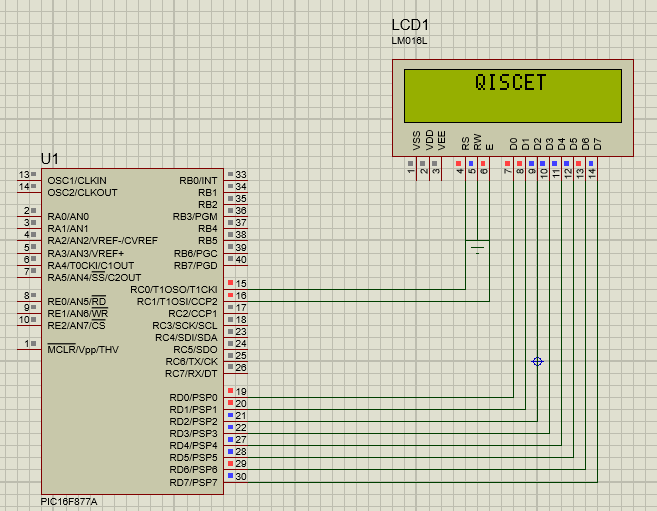 LCD1
LM016L
QISCET
VSS VDD VEE RS RW E D0 D1 D2 D3 D4 D5 D6 D7
1 2 3 4 5 6 7 8 9 10 11 12 13 14
U1
13 OSC1/CLKIN RB0/INT 33
14 OSC2/CLKOUT RB1 34
RB2 35
2 RA0/AN0 RB3/PGM 36
3 RA1/AN1 RB4 37
4 RA2/AN2/VREF-/CVREF RB5 38
5 RA3/AN3/VREF+ RB6/PGC 39
6 RA4/T0CKI/C1OUT RB7/PGD 40
7 RA5/AN4/SS/C2OUT
RC0/T1OSO/T1CKI 15
8 RE0/AN5/RD RC1/T1OSI/CCP2 16
9 RE1/AN6/WR RC2/CCP1 17
10 RE2/AN7/CS RC3/SCK/SCL 18
RC4/SDI/SDA 23
1 MCLR/Vpp/THV RC5/SDO 24
RC6/TX/CK 25
RC7/RX/DT 26
RD0/PSP0 19
RD1/PSP1 20
RD2/PSP2 21
RD3/PSP3 22
RD4/PSP4 27
RD5/PSP5 28
RD6/PSP6 29
RD7/PSP7 30
PIC16F877A